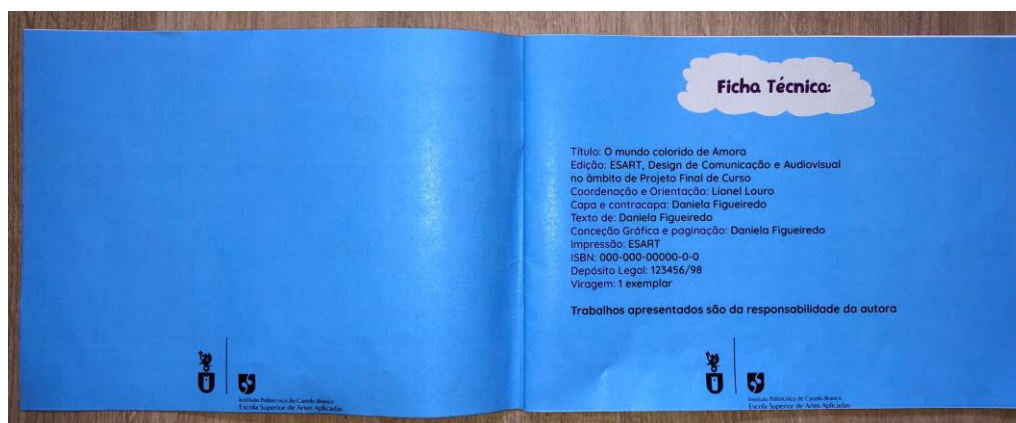 Instituto Politécnico de Castelo Branco
Escola Superior de Artes Aplicadas
Ficha Técnica:
Título: O mundo colorido de Amora
Edição: ESART, Design de Comunicação e Audiovisual
no âmbito de Projeto Final de Curso
Coordenação e Orientação: Lionel Louro
Capa e contracapa: Daniela Figueiredo
Texto de: Daniela Figueiredo
Conceção Gráfica e paginação: Daniela Figueiredo
Impressão: ESART
ISBN: 000-000-00000-0-0
Depósito Legal: 123456/98
Viragem: 1 exemplar
Trabalhos apresentados são da responsabilidade da autora
Instituto Politécnico de Castelo Branco
Escola Superior de Artes Aplicadas